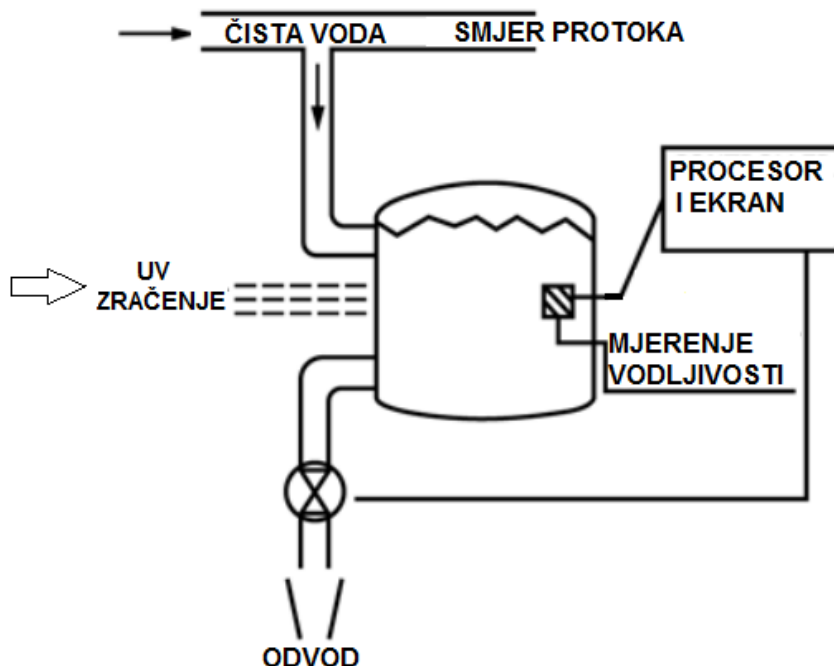 ČISTA VODA
SMJER PROTOKA
PROCESOR
I EKRAN
UV
ZRAČENJE
MJERENJE
VODLJIVOSTI
ODVOD